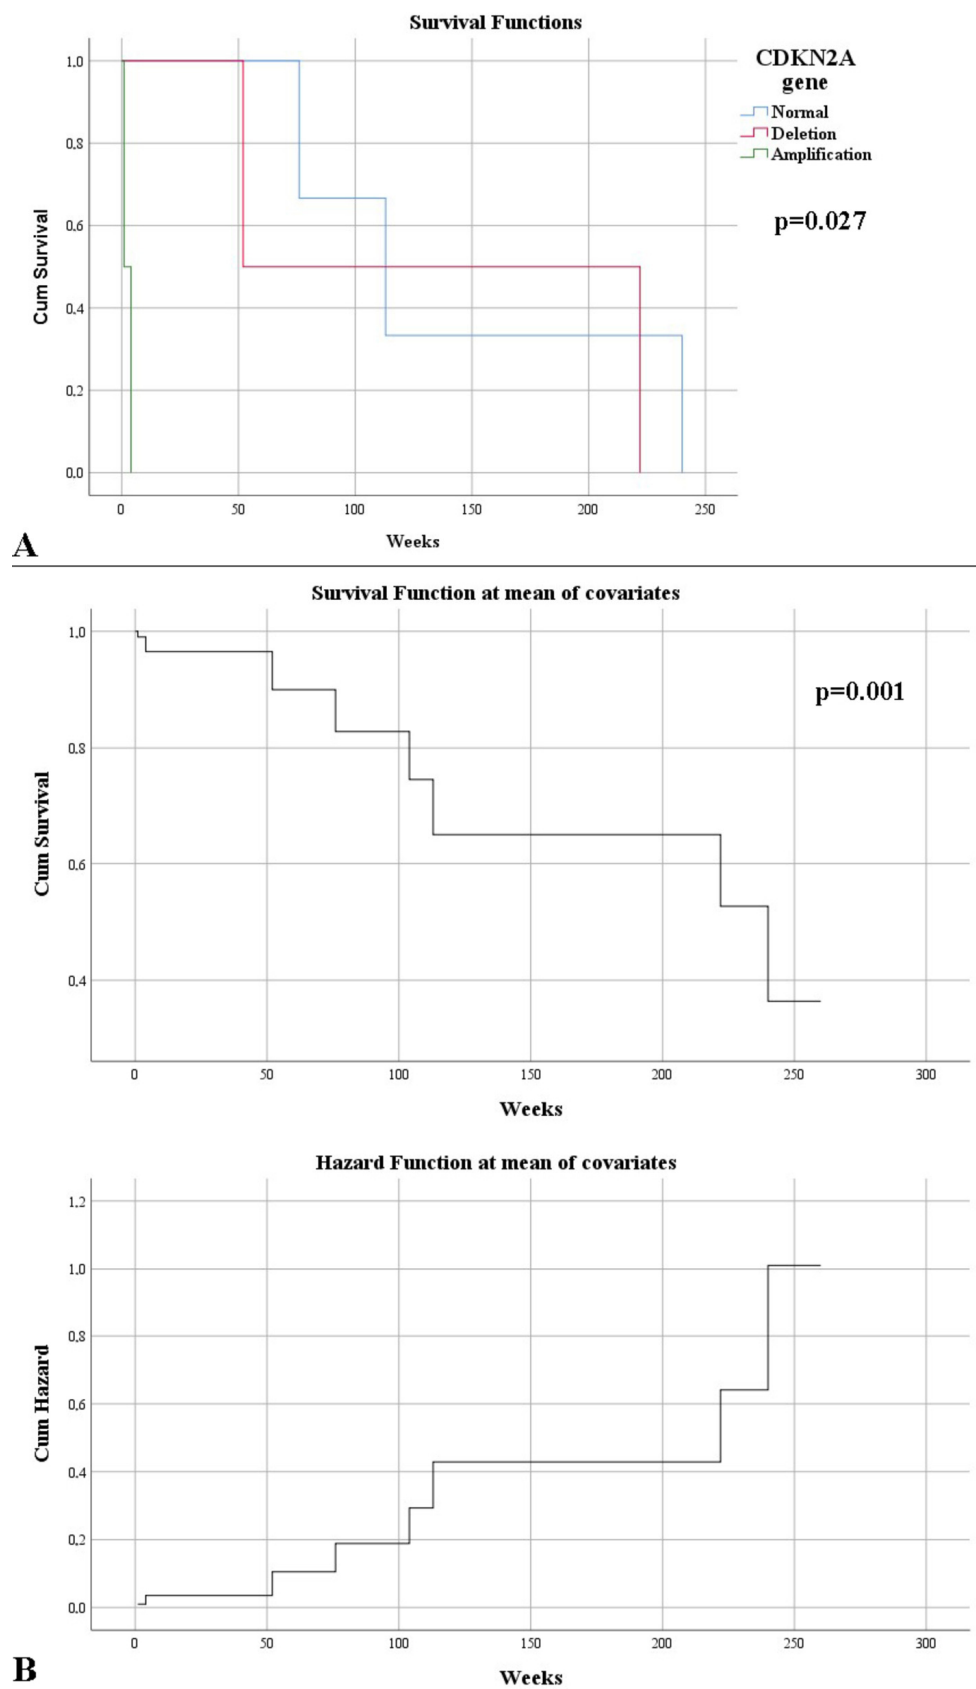 Survival Functions
CDKN2A
gene
Normal
Deletion
Amplification
p=0.027
Cum Survival
1.0
0.8
0.6
0.4
0.2
0.0
0 50 100 150 200 250
Weeks
A
Survival Function at mean of covariates
p=0.001
Cum Survival
1.0
0.8
0.6
0.4
0 50 100 150 200 250 300
Weeks
Hazard Function at mean of covariates
Cum Hazard
1.2
1.0
0.8
0.6
0.4
0.2
0.0
0 50 100 150 200 250 300
Weeks
B